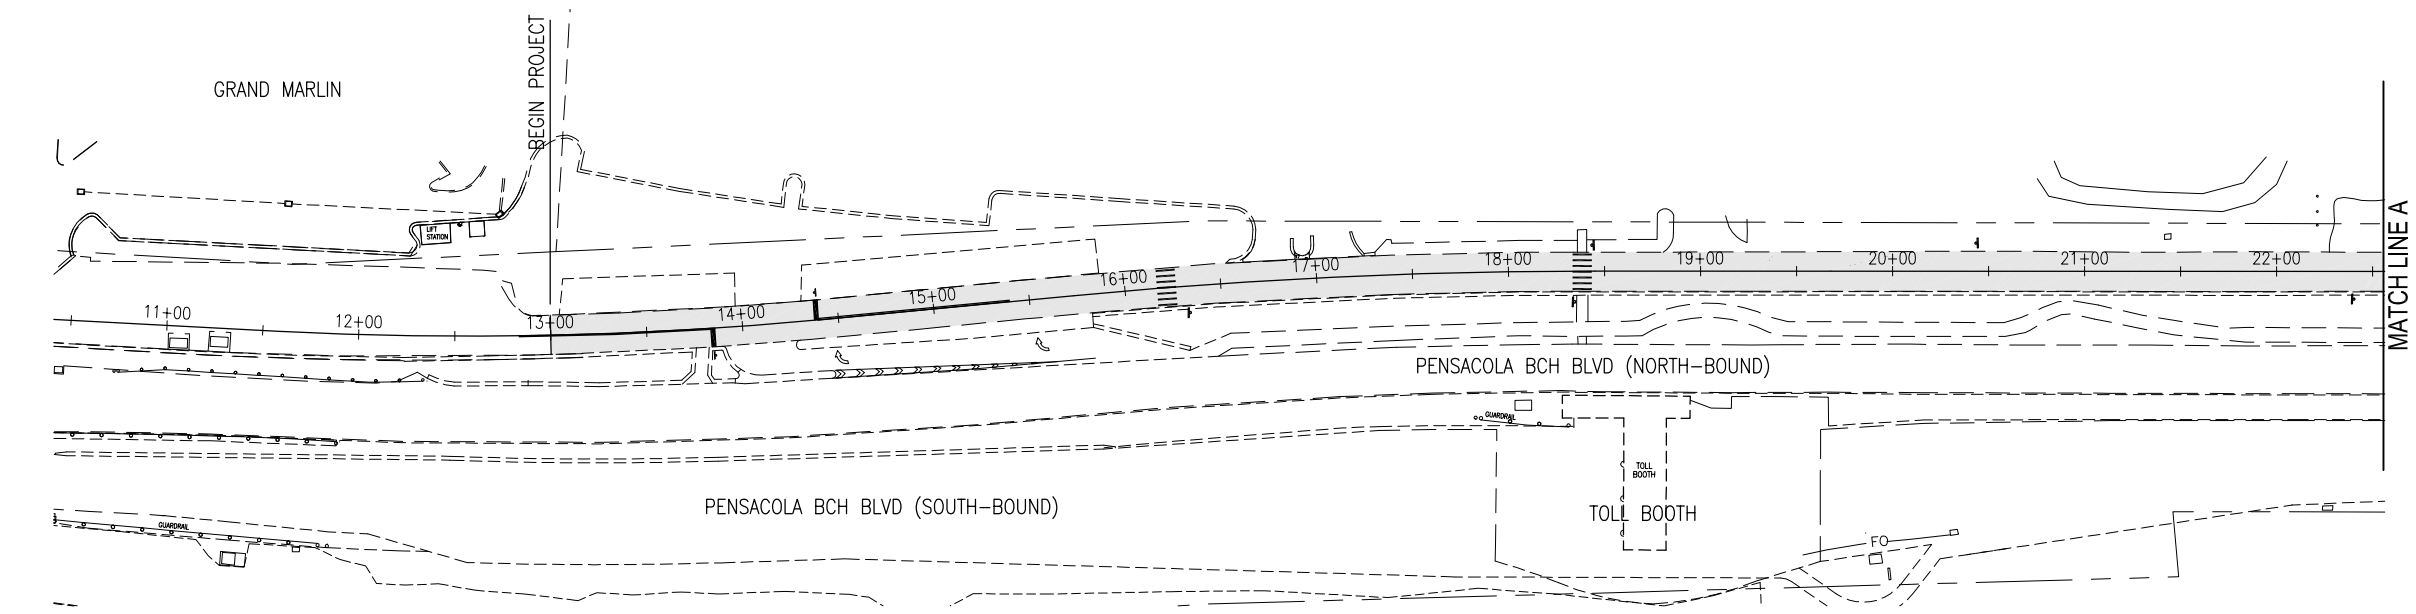 BEGIN PROJECT
GRAND MARLIN
LIFT
STATION
MATCH LINE A
11+00
12+00
13+00
14+00
15+00
16+00
17+00
18+00
19+00
20+00
21+00
22+00
PENSACOLA BCH BLVD (NORTH-BOUND)
GUARDRAIL
TOLL
BOOTH
PENSACOLA BCH BLVD (SOUTH-BOUND)
TOLL BOOTH
GUARDRAIL
FO